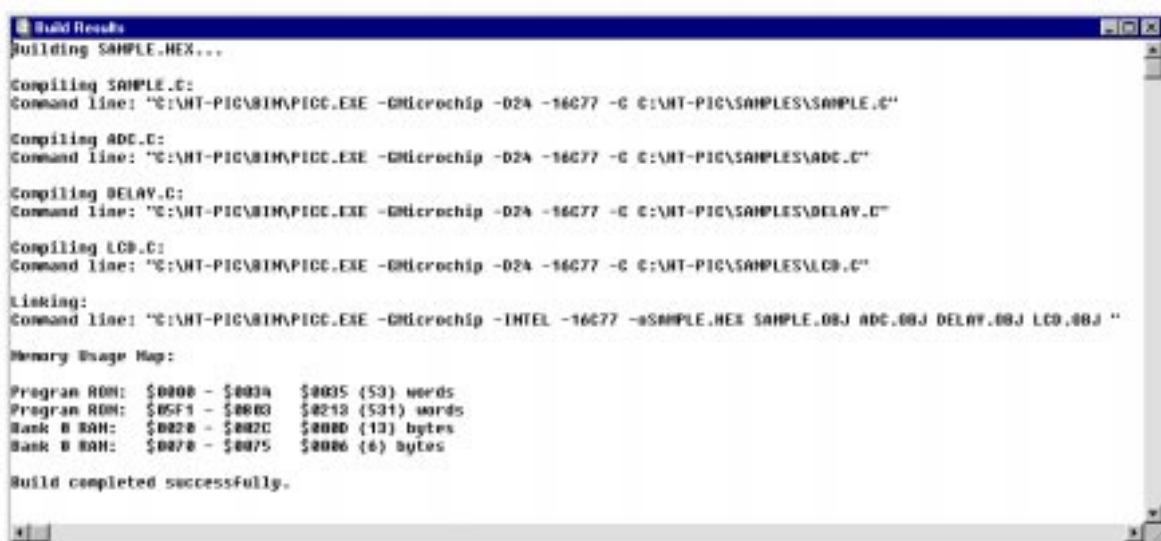 Build Results
Building SAMPLE.HEX...
Compiling SAMPLE.C:
Command line: "C:\HT-PIC\BIN\PICC.EXE -GMicrochip -D24 -16C77 -C C:\HT-PIC\SAMPLES\SAMPLE.C"
Compiling ADC.C:
Command line: "C:\HT-PIC\BIN\PICC.EXE -GMicrochip -D24 -16C77 -C C:\HT-PIC\SAMPLES\ADC.C"
Compiling DELAY.C:
Command line: "C:\HT-PIC\BIN\PICC.EXE -GMicrochip -D24 -16C77 -C C:\HT-PIC\SAMPLES\DELAY.C"
Compiling LCD.C:
Command line: "C:\HT-PIC\BIN\PICC.EXE -GMicrochip -D24 -16C77 -C C:\HT-PIC\SAMPLES\LCD.C"
Linking:
Command line: "C:\HT-PIC\BIN\PICC.EXE -GMicrochip -INTEL -16C77 -oSAMPLE.HEX SAMPLE.OBJ ADC.OBJ DELAY.OBJ LCD.OBJ "
Memory Usage Map:
Program ROM: $0000 - $0034 $0035 (53) words
Program ROM: $05F1 - $0803 $0213 (531) words
Bank 0 RAM: $0020 - $002C $000D (13) bytes
Bank 0 RAM: $0070 - $0075 $0006 (6) bytes
Build completed successfully.